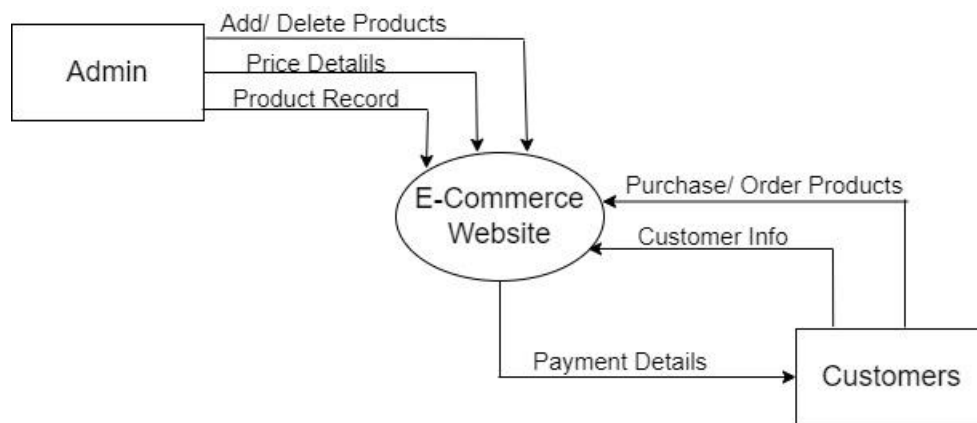 Add/ Delete Products
Admin
Price Detalils
Product Record
E-Commerce
Website
Purchase/ Order Products
Customer Info
Payment Details
Customers